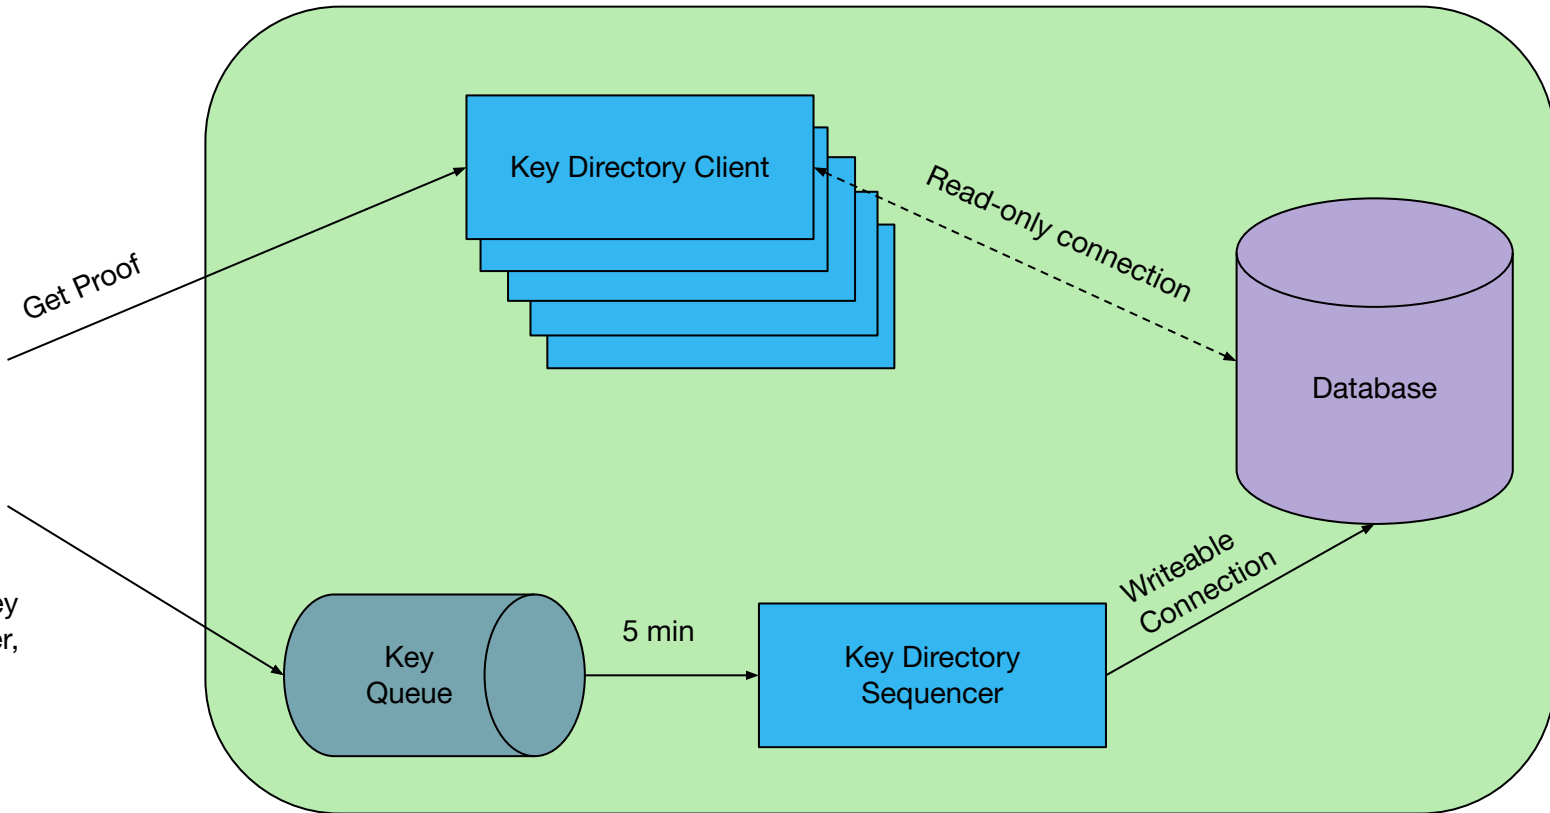 Key Directory Client
Read-only connection
Get Proof
Database
Writeable
Connection
5 min
Key
Queue
Key Directory
Sequencer